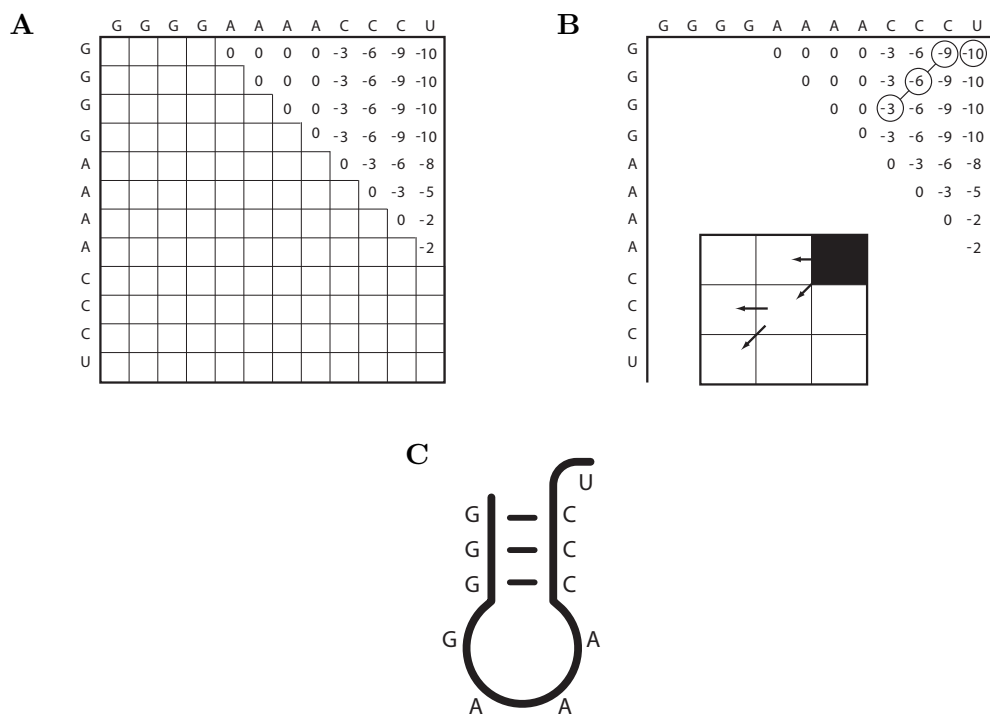 A
G G G G A A A A C C C U
G 0 0 0 0 -3 -6 -9 -10
G 0 0 0 -3 -6 -9 -10
G 0 0 -3 -6 -9 -10
G 0 -3 -6 -9 -10
A 0 -3 -6 -8
A 0 -3 -5
A 0 -2
A -2
C
C
C
U
B
G G G G A A A A C C C U
G 0 0 0 0 -3 -6 -9 -10
G 0 0 0 -3 -6 -9 -10
G 0 0 -3 -6 -9 -10
G 0 -3 -6 -9 -10
A 0 -3 -6 -8
A 0 -3 -5
A 0 -2
A -2
C
C
C
U
C
U
G C
G C
G C
G A
A A